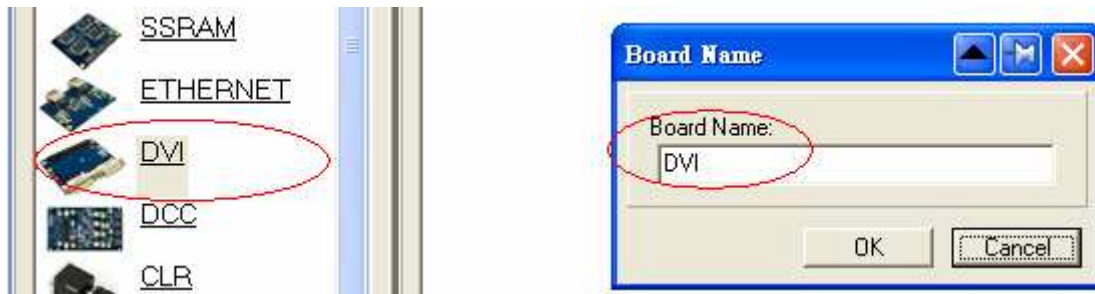 SSRAM
ETHERNET
DVI
DCC
CLR
Board Name
Board Name:
DVI
OK
Cancel